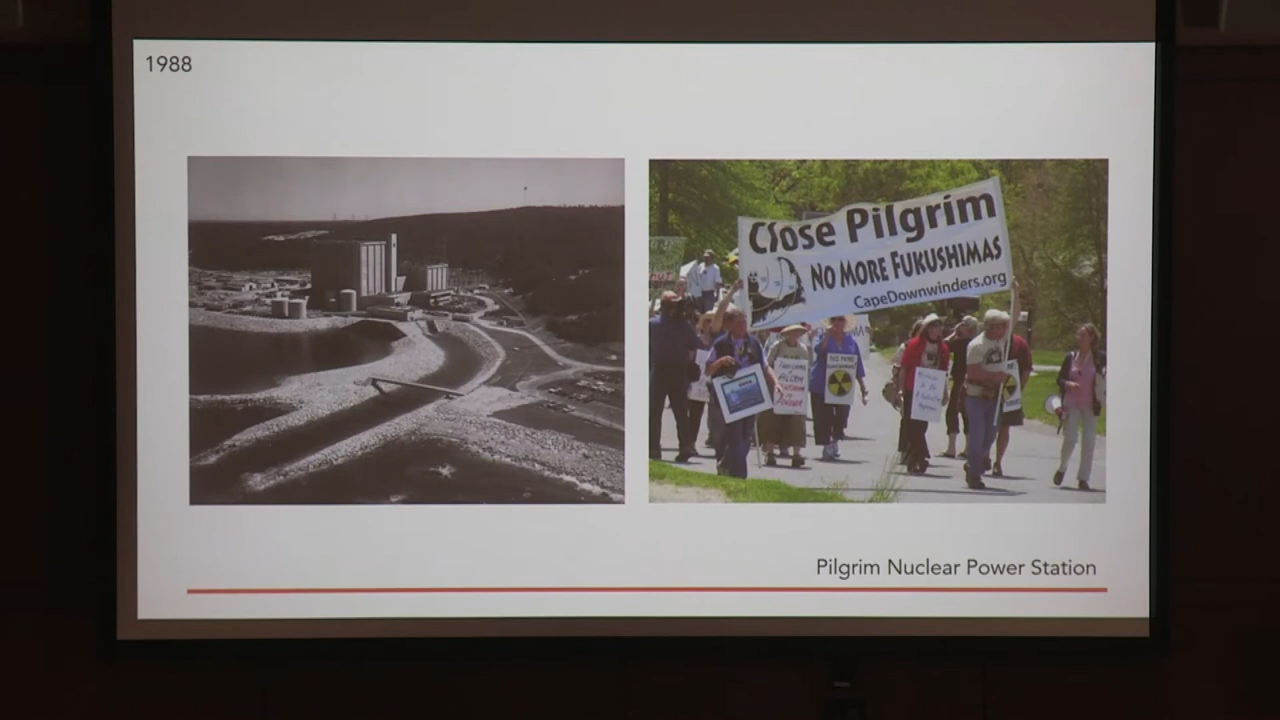 1988
Close Pilgrim
NO MORE FUKUSHIMAS
CapeDownwinders.org
Pilgrim Nuclear Power Station